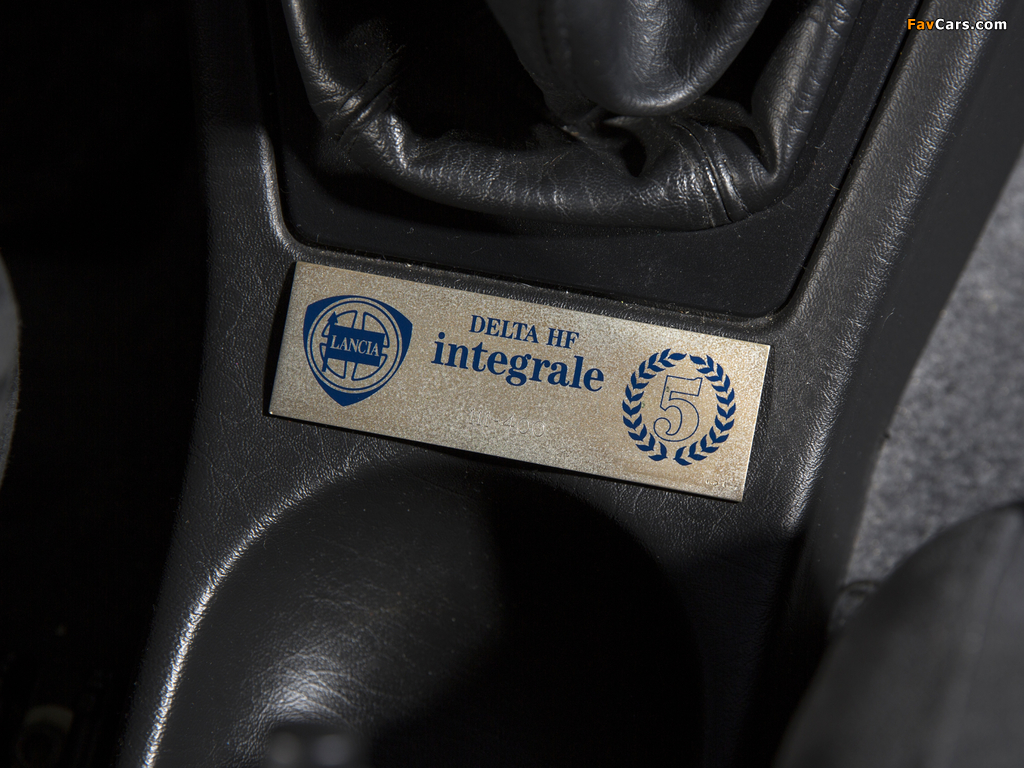 FavCars.com
LANCIA
DELTA HF
integrale
5